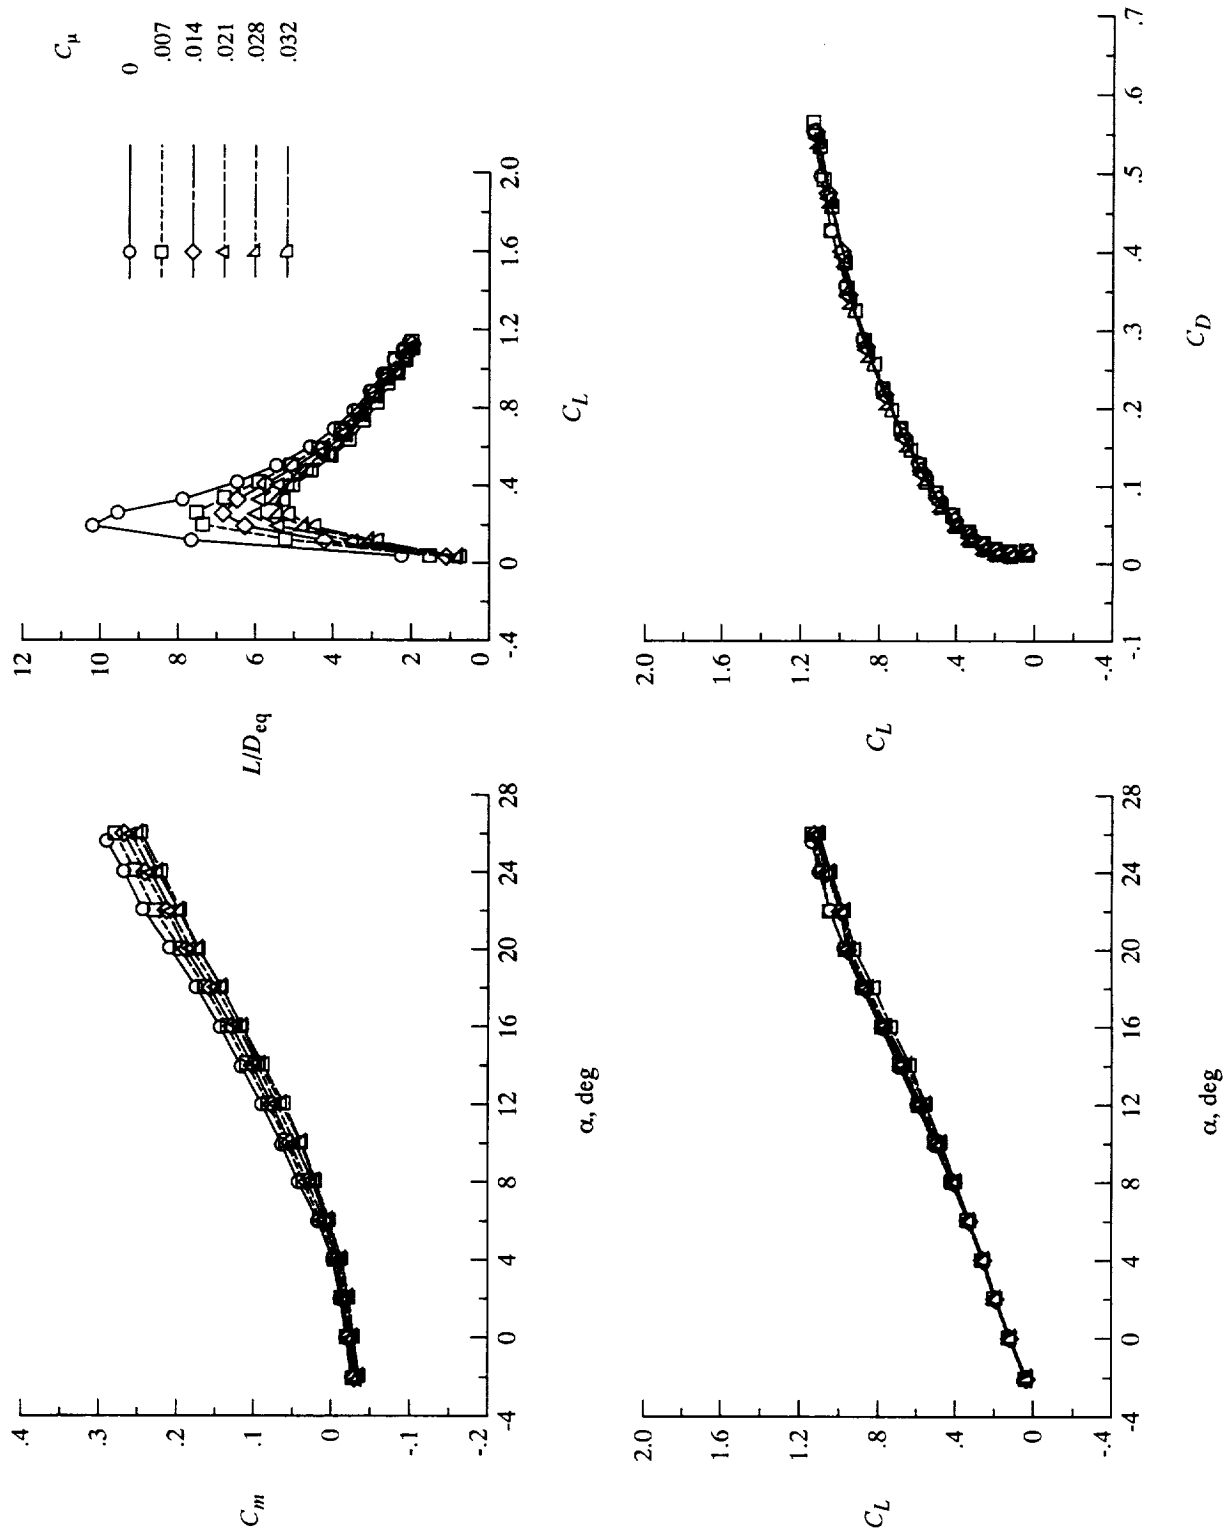 .4
.3
.2
.1
0
-.1
-.2
C_m
-4 0 4 8 12 16 20 24 28
α, deg
12
10
8
6
4
2
0
L/D_eq
-.4 0 .4 .8 1.2 1.6 2.0
C_L
C_μ
0
.007
.014
.021
.028
.032
2.0
1.6
1.2
.8
.4
0
-.4
C_L
-4 0 4 8 12 16 20 24 28
α, deg
2.0
1.6
1.2
.8
.4
0
-.4
C_L
-.1 0 .1 .2 .3 .4 .5 .6 .7
C_D